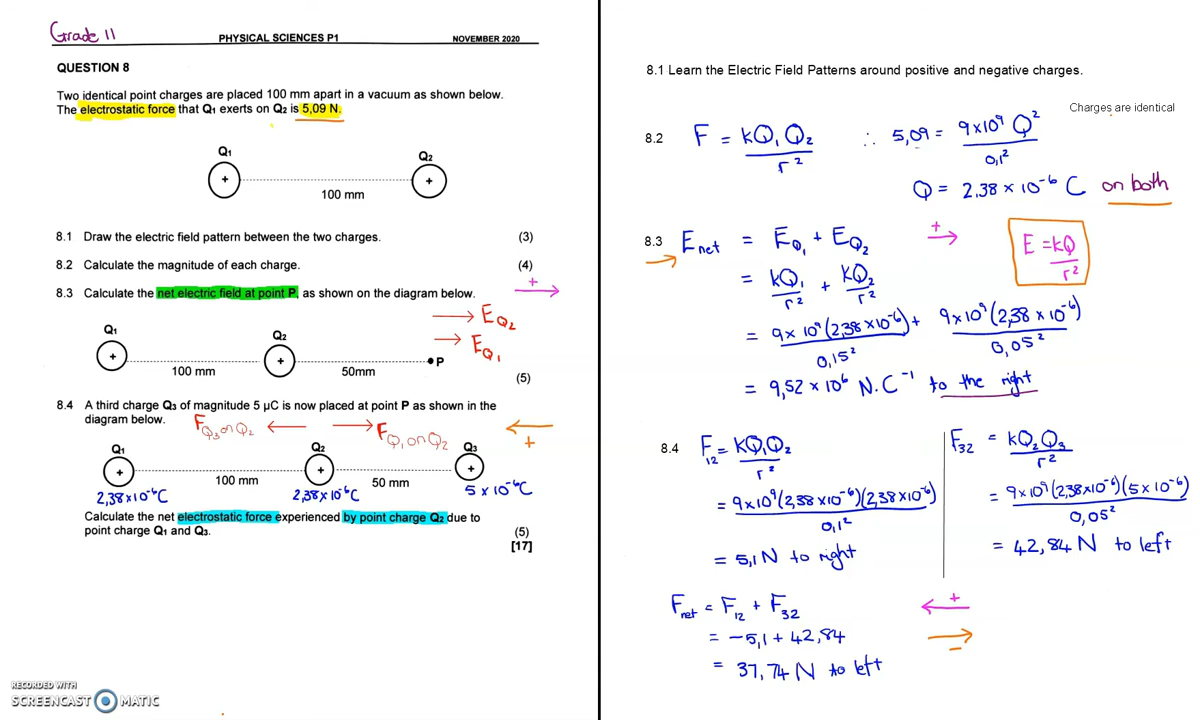 Grade 11
PHYSICAL SCIENCES P1 NOVEMBER 2020
QUESTION 8
Two identical point charges are placed 100 mm apart in a vacuum as shown below.
The electrostatic force that Q₁ exerts on Q₂ is 5,09 N.
Q₁ Q₂
+ +
100 mm
8.1 Draw the electric field pattern between the two charges. (3)
8.2 Calculate the magnitude of each charge. (4)
8.3 Calculate the net electric field at point P, as shown on the diagram below.
+
→ E_Q₂
→ E_Q₁
Q₁ Q₂
+ + P
100 mm 50mm
(5)
8.4 A third charge Q₃ of magnitude 5 µC is now placed at point P as shown in the
diagram below.
F Q₃ on Q₂ ← → F Q₁ on Q₂ ←
+
Q₁ Q₂ Q₃
+ + +
100 mm 50 mm
2,38×10⁻⁶C 2,38×10⁻⁶C 5 × 10⁻⁶C
Calculate the net electrostatic force experienced by point charge Q₂ due to
point charge Q₁ and Q₃. (5)
[17]
RECORDED WITH
SCREENCAST MATIC
8.1 Learn the Electric Field Patterns around positive and negative charges.
Charges are identical
8.2 F = kQ₁Q₂/r² ∴ 5,09 = 9×10⁹ Q²/0,1²
Q = 2.38 × 10⁻⁶ C on both
8.3 E_net = E_Q₁ + E_Q₂ + → E = kQ/r²
= kQ₁/r² + kQ₂/r²
= 9×10⁹(2,38×10⁻⁶)/0,15² + 9×10⁹(2,38×10⁻⁶)/0,05²
= 9,52 × 10⁶ N.C⁻¹ to the right
8.4 F₁₂ = kQ₁Q₂/r²
= 9×10⁹(2,38×10⁻⁶)(2,38×10⁻⁶)/0,1²
= 5,1 N to right
F₃₂ = kQ₂Q₃/r²
= 9×10⁹(2,38×10⁻⁶)(5×10⁻⁶)/0,05²
= 42,84 N to left
F_net = F₁₂ + F₃₂ ← +
= −5,1 + 42,84 → −
= 37,74 N to left